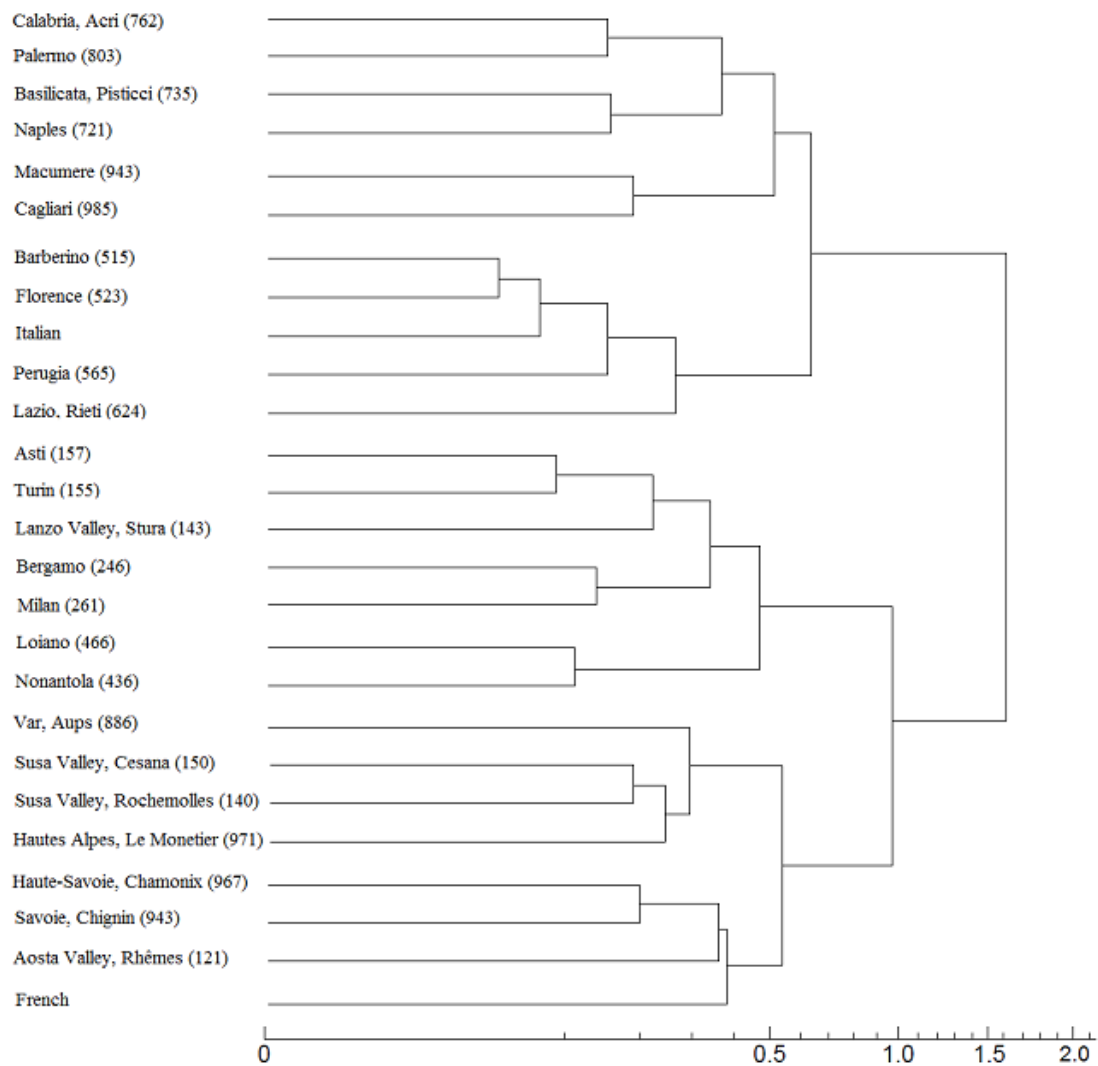 Calabria, Acri (762)
Palermo (803)
Basilicata, Pisticci (735)
Naples (721)
Macumere (943)
Cagliari (985)
Barberino (515)
Florence (523)
Italian
Perugia (565)
Lazio. Rieti (624)
Asti (157)
Turin (155)
Lanzo Valley, Stura (143)
Bergamo (246)
Milan (261)
Loiano (466)
Nonantola (436)
Var, Aups (886)
Susa Valley, Cesana (150)
Susa Valley, Rochemolles (140)
Hautes Alpes, Le Monetier (971)
Haute-Savoie, Chamonix (967)
Savoie, Chignin (943)
Aosta Valley, Rhêmes (121)
French
0 0.5 1.0 1.5 2.0